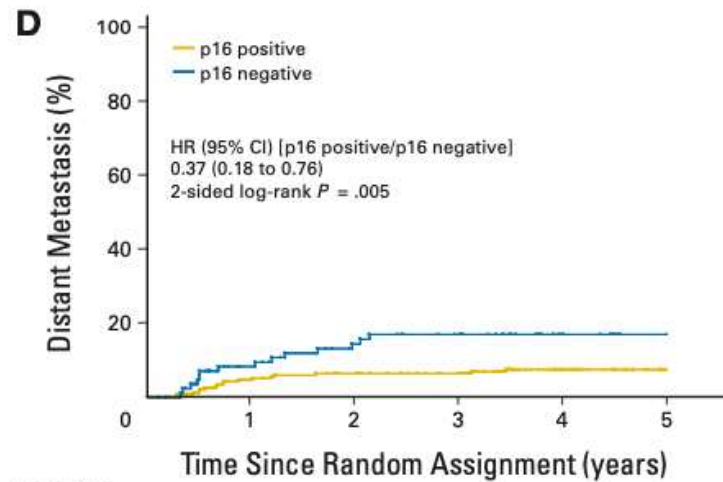 D
100
80
60
40
20
0
Distant Metastasis (%)
p16 positive
p16 negative
HR (95% CI) [p16 positive/p16 negative]
0.37 (0.18 to 0.76)
2-sided log-rank P = .005
1 2 3 4 5
Time Since Random Assignment (years)